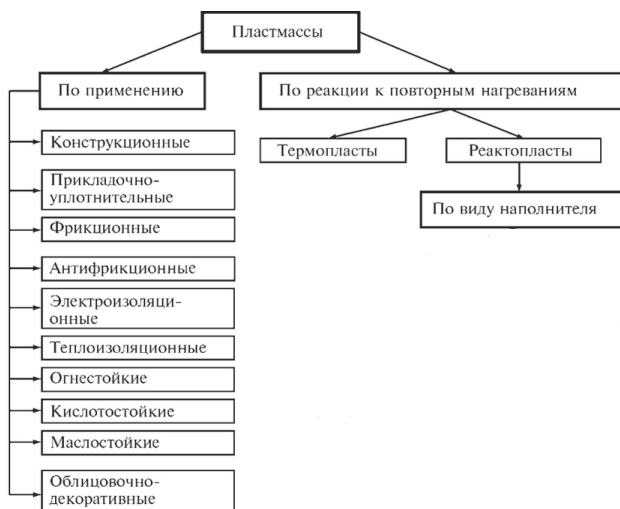 Пластмассы
По применению
По реакции к повторным нагреваниям
Конструкционные
Термопласты
Реактопласты
Прикладочно-
уплотнительные
По виду наполнителя
Фрикционные
Антифрикционные
Электроизоляци-
онные
Теплоизоляционные
Огнестойкие
Кислотостойкие
Маслостойкие
Облицовочно-
декоративные